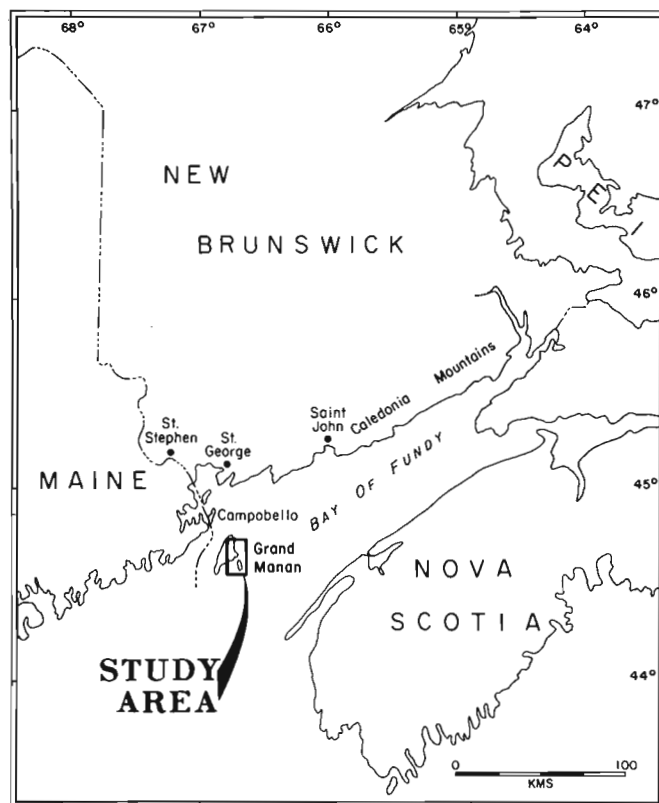 68° 67° 66° 65° 64°
47°
PEI
NEW
BRUNSWICK
46°
Caledonia Mountains
Saint
John
St.
Stephen
St.
George
BAY OF FUNDY
MAINE
45°
Campobello
Grand
Manan
NOVA
SCOTIA
STUDY
AREA
44°
0 100
KMS